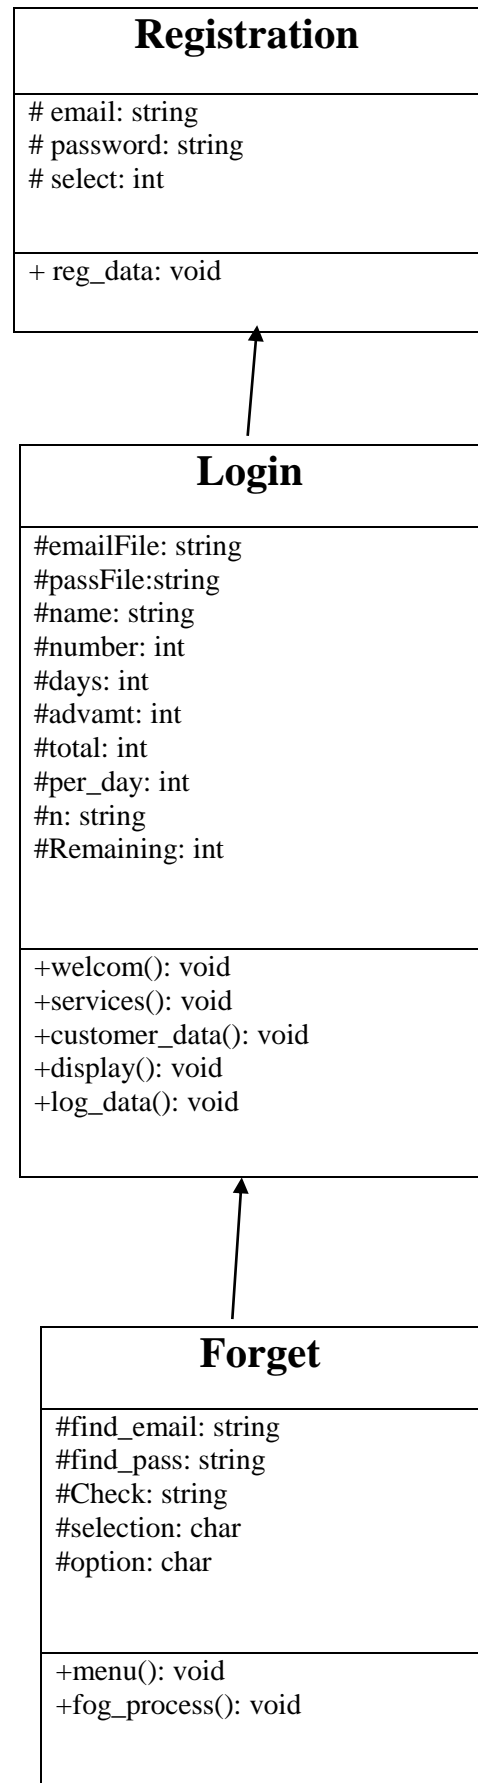 Registration
# email: string
# password: string
# select: int
+ reg_data: void
Login
#emailFile: string
#passFile:string
#name: string
#number: int
#days: int
#advamt: int
#total: int
#per_day: int
#n: string
#Remaining: int
+welcom(): void
+services(): void
+customer_data(): void
+display(): void
+log_data(): void
Forget
#find_email: string
#find_pass: string
#Check: string
#selection: char
#option: char
+menu(): void
+fog_process(): void